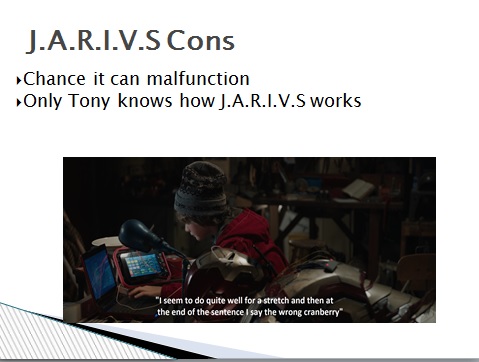 J.A.R.I.V.S Cons
Chance it can malfunction
Only Tony knows how J.A.R.I.V.S works
"I seem to do quite well for a stretch and then at
the end of the sentence I say the wrong cranberry"